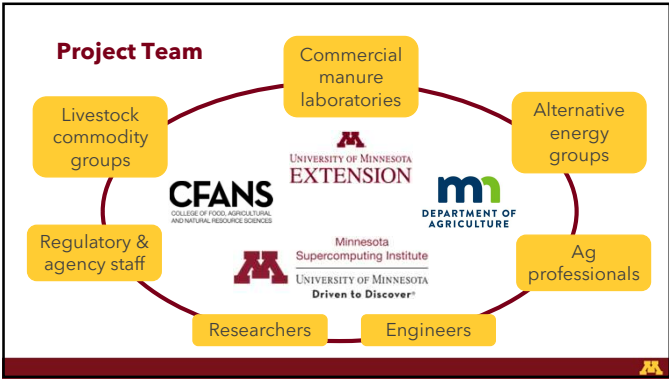 Project Team
Commercial
manure
laboratories
Livestock
commodity
groups
Alternative
energy
groups
UNIVERSITY OF MINNESOTA
EXTENSION
CFANS
COLLEGE OF FOOD, AGRICULTURAL
AND NATURAL RESOURCE SCIENCES
mn
DEPARTMENT OF
AGRICULTURE
Regulatory &
agency staff
Minnesota
Supercomputing Institute
UNIVERSITY OF MINNESOTA
Driven to Discover®
Ag
professionals
Researchers
Engineers